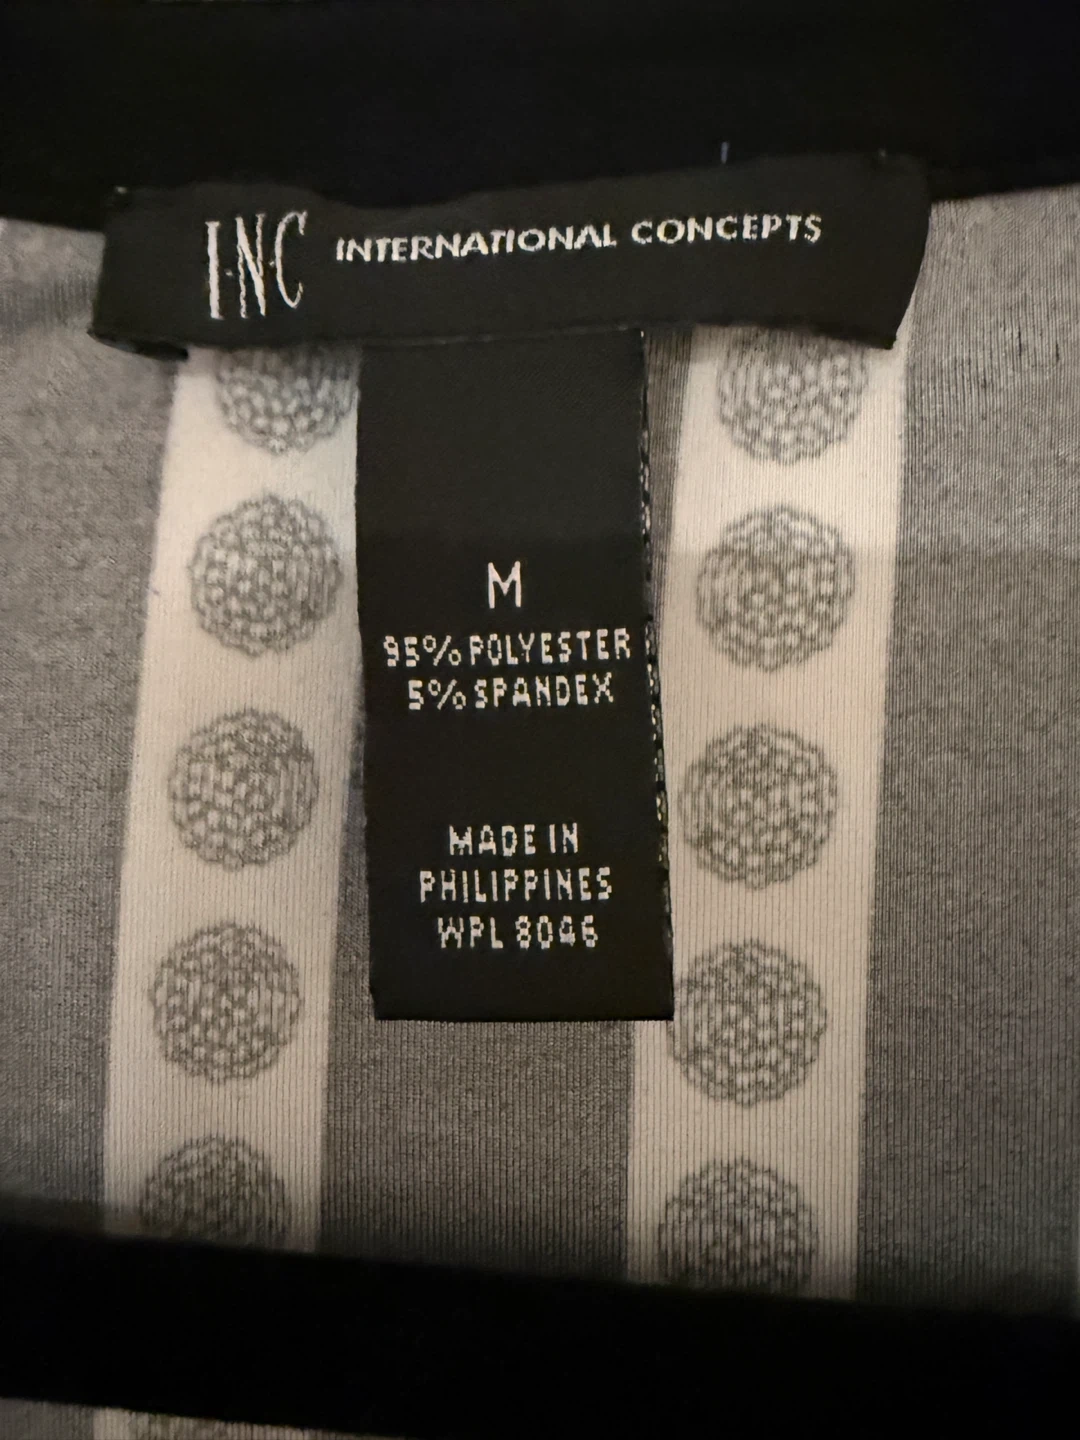 I·N·C INTERNATIONAL CONCEPTS
M
95% POLYESTER
5% SPANDEX
MADE IN
PHILIPPINES
WPL 8046